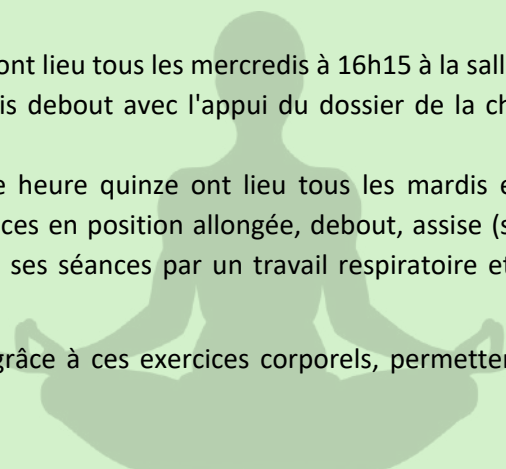 ont lieu tous les mercredis à 16h15 à la sall
is debout avec l'appui du dossier de la ch
e heure quinze ont lieu tous les mardis e
ces en position allongée, debout, assise (s
ses séances par un travail respiratoire et
grâce à ces exercices corporels, permetter